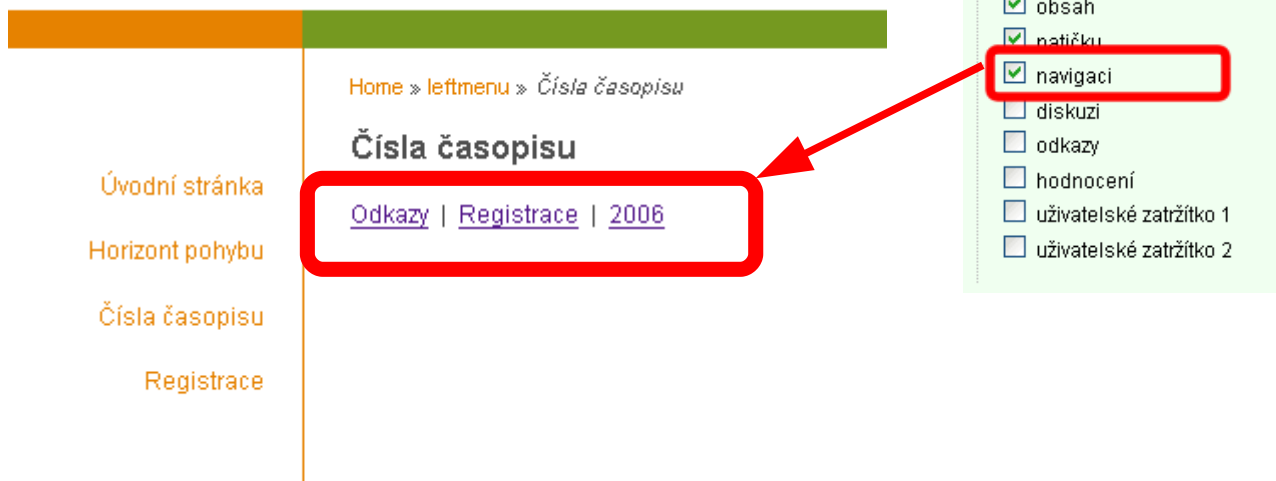 Home » leftmenu » Čísla časopisu
Čísla časopisu
Odkazy | Registrace | 2006
Úvodní stránka
Horizont pohybu
Čísla časopisu
Registrace
obsah
patičku
navigaci
diskuzi
odkazy
hodnocení
uživatelské zatržítko 1
uživatelské zatržítko 2